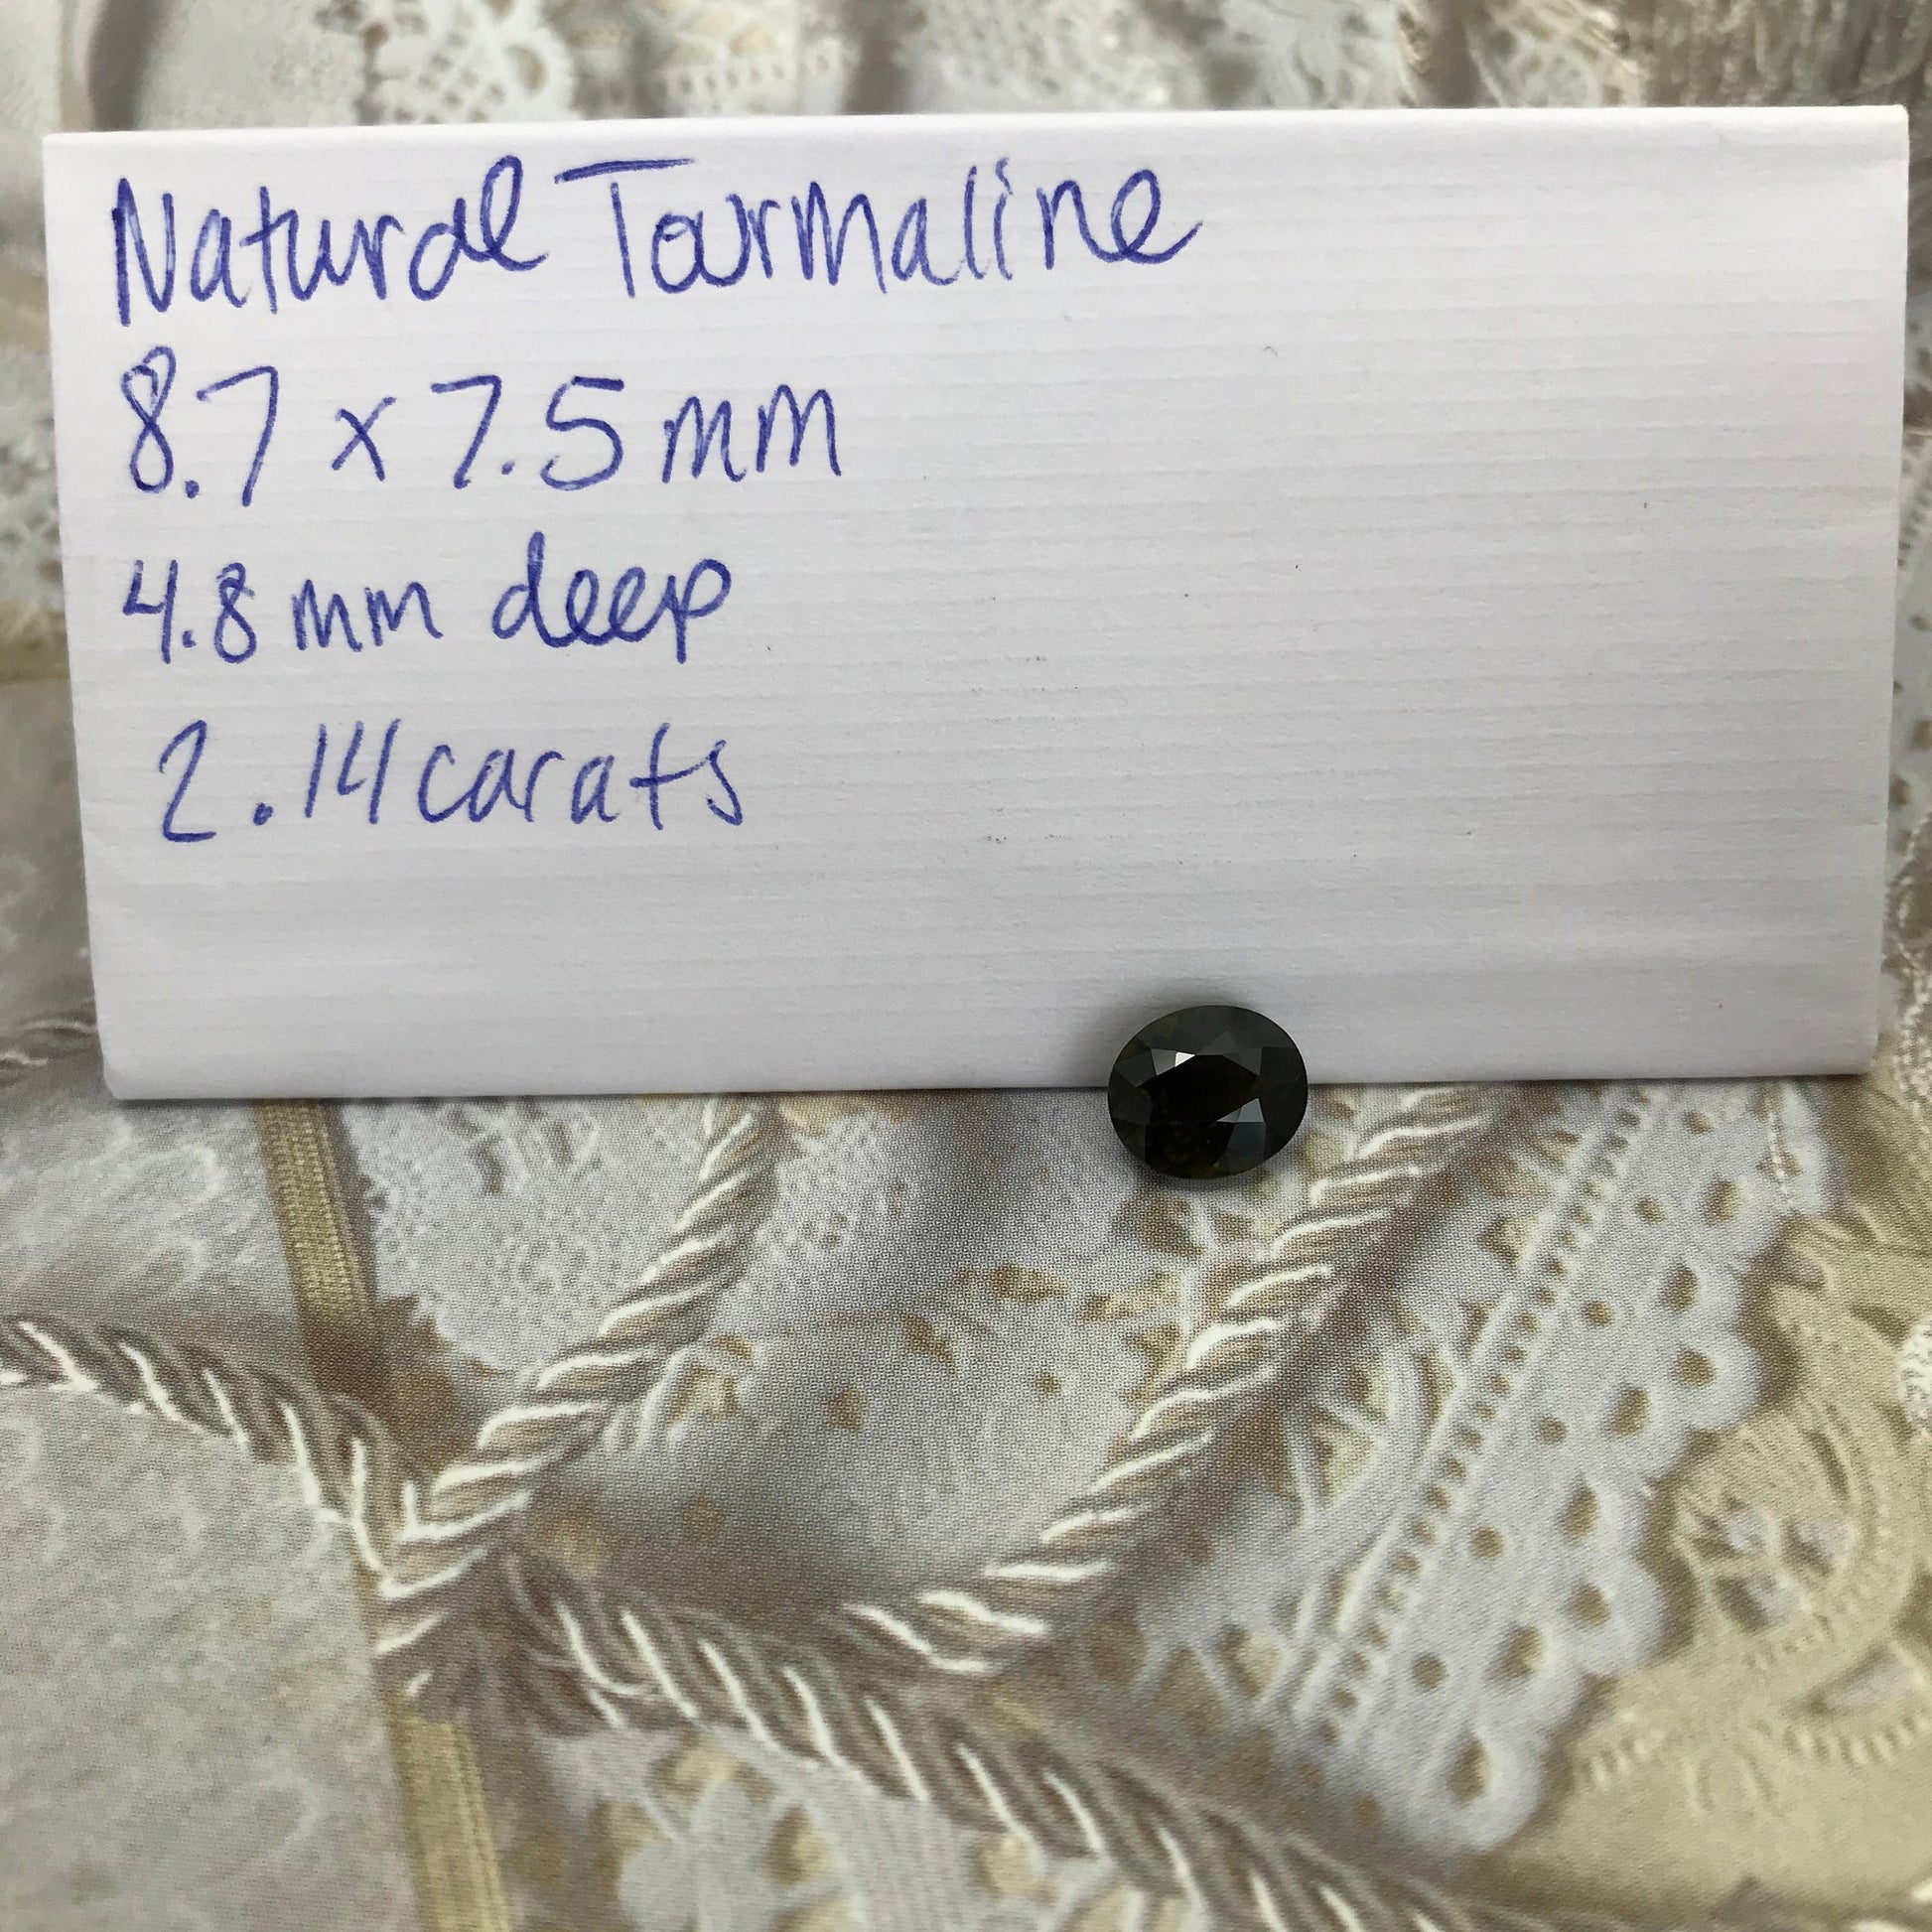 Natural Tourmaline
8.7 x 7.5 mm
4.8 mm deep
2.14 carats